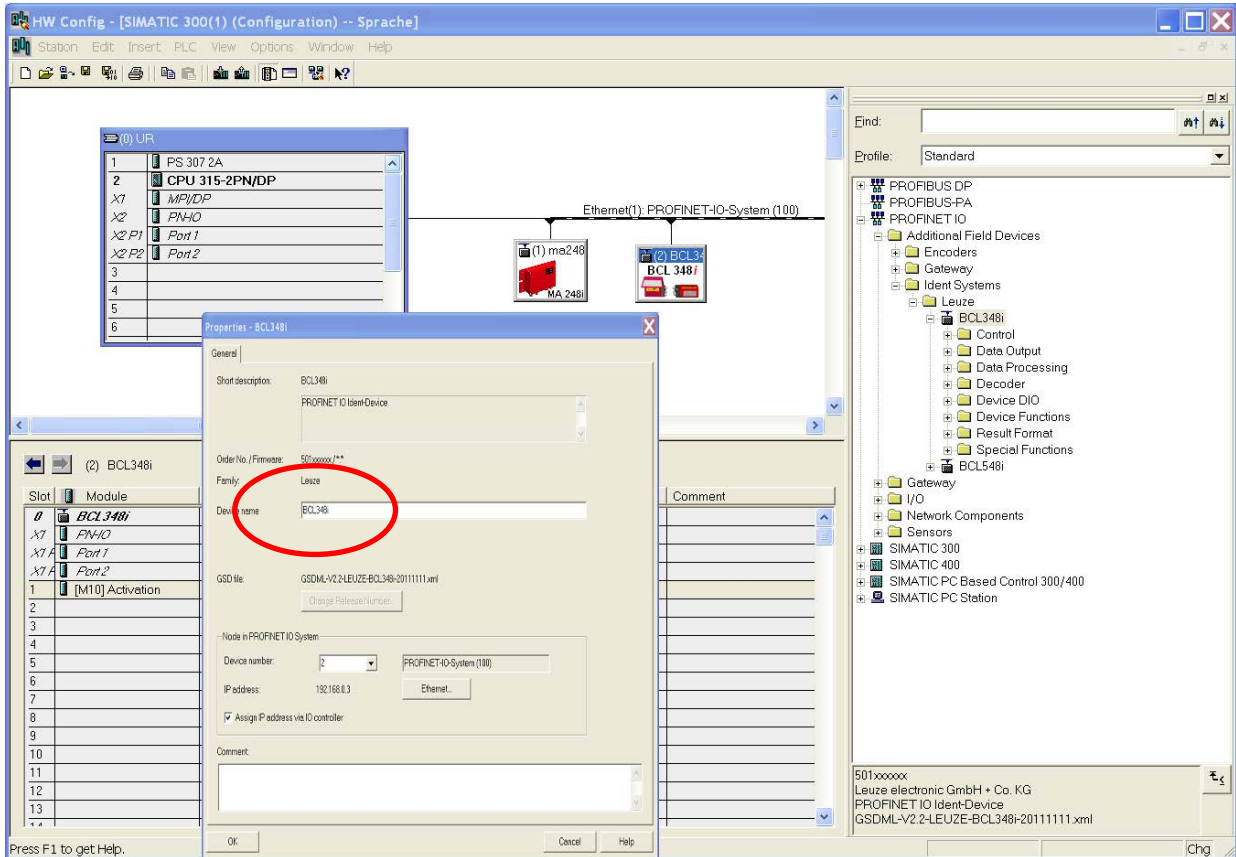 HW Config - [SIMATIC 300(1) (Configuration) -- Sprache]
Station Edit Insert PLC View Options Window Help
(0) UR
1 PS 307 2A
2 CPU 315-2PN/DP
X1 MPI/DP
X2 PN-IO
X2 P1 Port 1
X2 P2 Port 2
3
4
5
6
Ethernet(1): PROFINET-IO-System (100)
(1) ma248
MA 248i
(2) BCL34
BCL 348i
Properties - BCL348i
General
Short description: BCL348i
PROFINET IO Ident-Device
Order No. / Firmware: 501xxxxx / **
Family: Leuze
Device name BCL348i
GSD file: GSDML-V2.2-LEUZE-BCL348i-20111111.xml
Change Release Number...
Node in PROFINET IO System
Device number: 2 PROFINET-IO-System (100)
IP address: 192.168.0.3 Ethernet...
Assign IP address via IO controller
Comment:
OK Cancel Help
(2) BCL348i
Slot Module Comment
0 BCL348i
X1 PN-IO
X1 P Port 1
X1 P Port 2
1 [M10] Activation
2
3
4
5
6
7
8
9
10
11
12
13
Press F1 to get Help.
Find:
Profile: Standard
PROFIBUS DP
PROFIBUS-PA
PROFINET IO
Additional Field Devices
Encoders
Gateway
Ident Systems
Leuze
BCL348i
Control
Data Output
Data Processing
Decoder
Device DIO
Device Functions
Result Format
Special Functions
BCL548i
Gateway
I/O
Network Components
Sensors
SIMATIC 300
SIMATIC 400
SIMATIC PC Based Control 300/400
SIMATIC PC Station
501xxxxx
Leuze electronic GmbH + Co. KG
PROFINET IO Ident-Device
GSDML-V2.2-LEUZE-BCL348i-20111111.xml
Chg